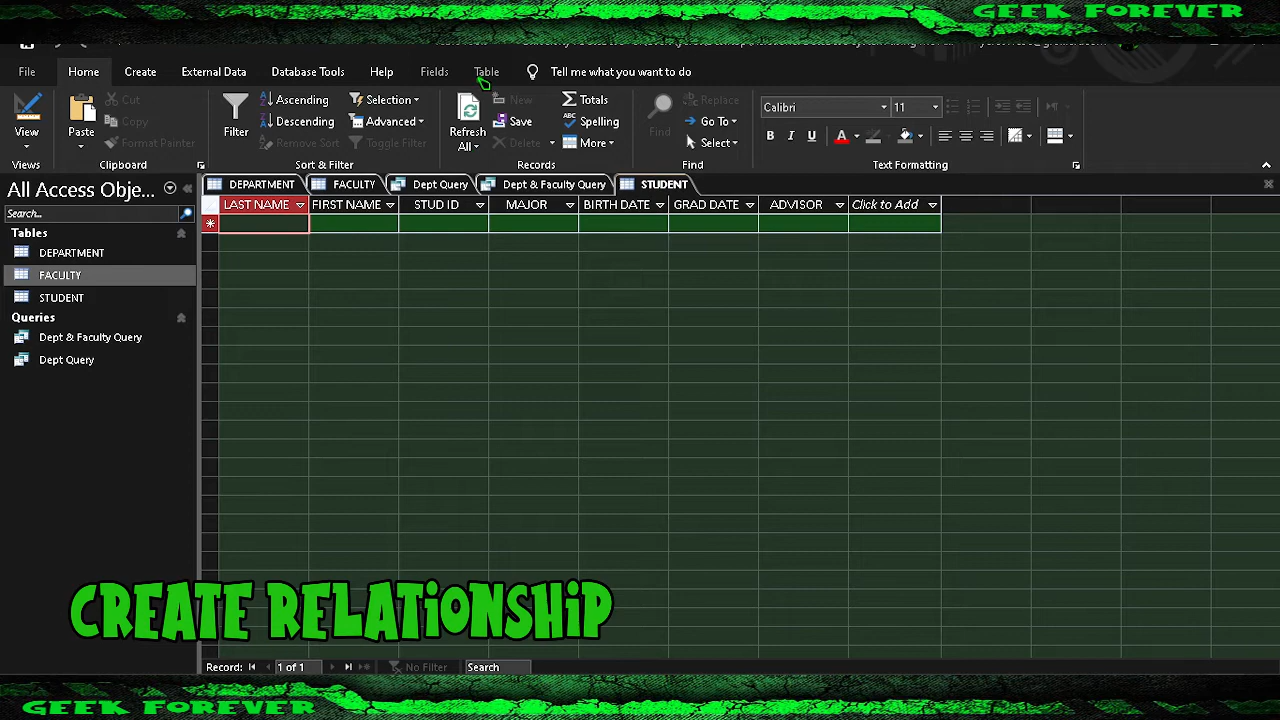 GEEK FOREVER
File Home Create External Data Database Tools Help Fields Table Tell me what you want to do
Cut Ascending Selection New Totals Replace Calibri 11
Copy Descending Advanced Save Spelling Go To
View Paste Format Painter Filter Remove Sort Toggle Filter Refresh All Delete More Find Select B I U A
Views Clipboard Sort & Filter Records Find Text Formatting
All Access Obje... DEPARTMENT FACULTY Dept Query Dept & Faculty Query STUDENT
Search... LAST NAME FIRST NAME STUD ID MAJOR BIRTH DATE GRAD DATE ADVISOR Click to Add
Tables
DEPARTMENT
FACULTY
STUDENT
Queries
Dept & Faculty Query
Dept Query
CREATE RELATIONSHIP
Record: 1 of 1 No Filter Search
GEEK FOREVER